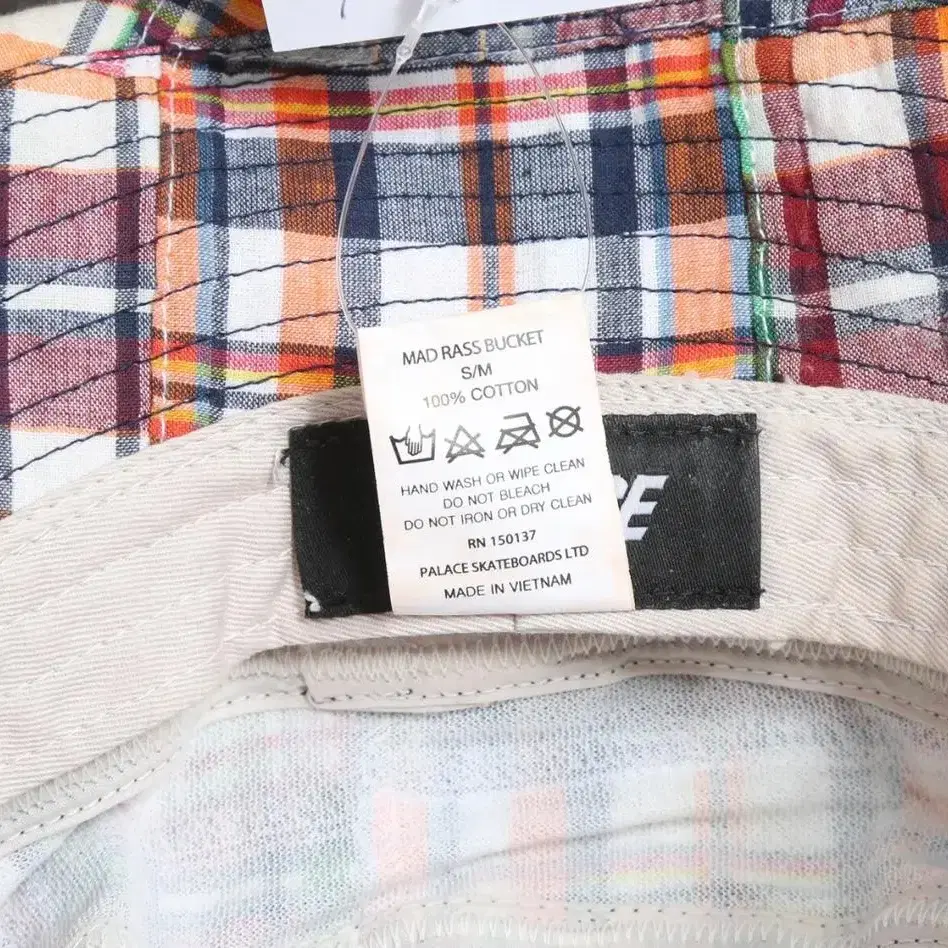 MAD RASS BUCKET
S/M
100% COTTON
HAND WASH OR WIPE CLEAN
DO NOT BLEACH
DO NOT IRON OR DRY CLEAN
RN 150137
PALACE SKATEBOARDS LTD
MADE IN VIETNAM